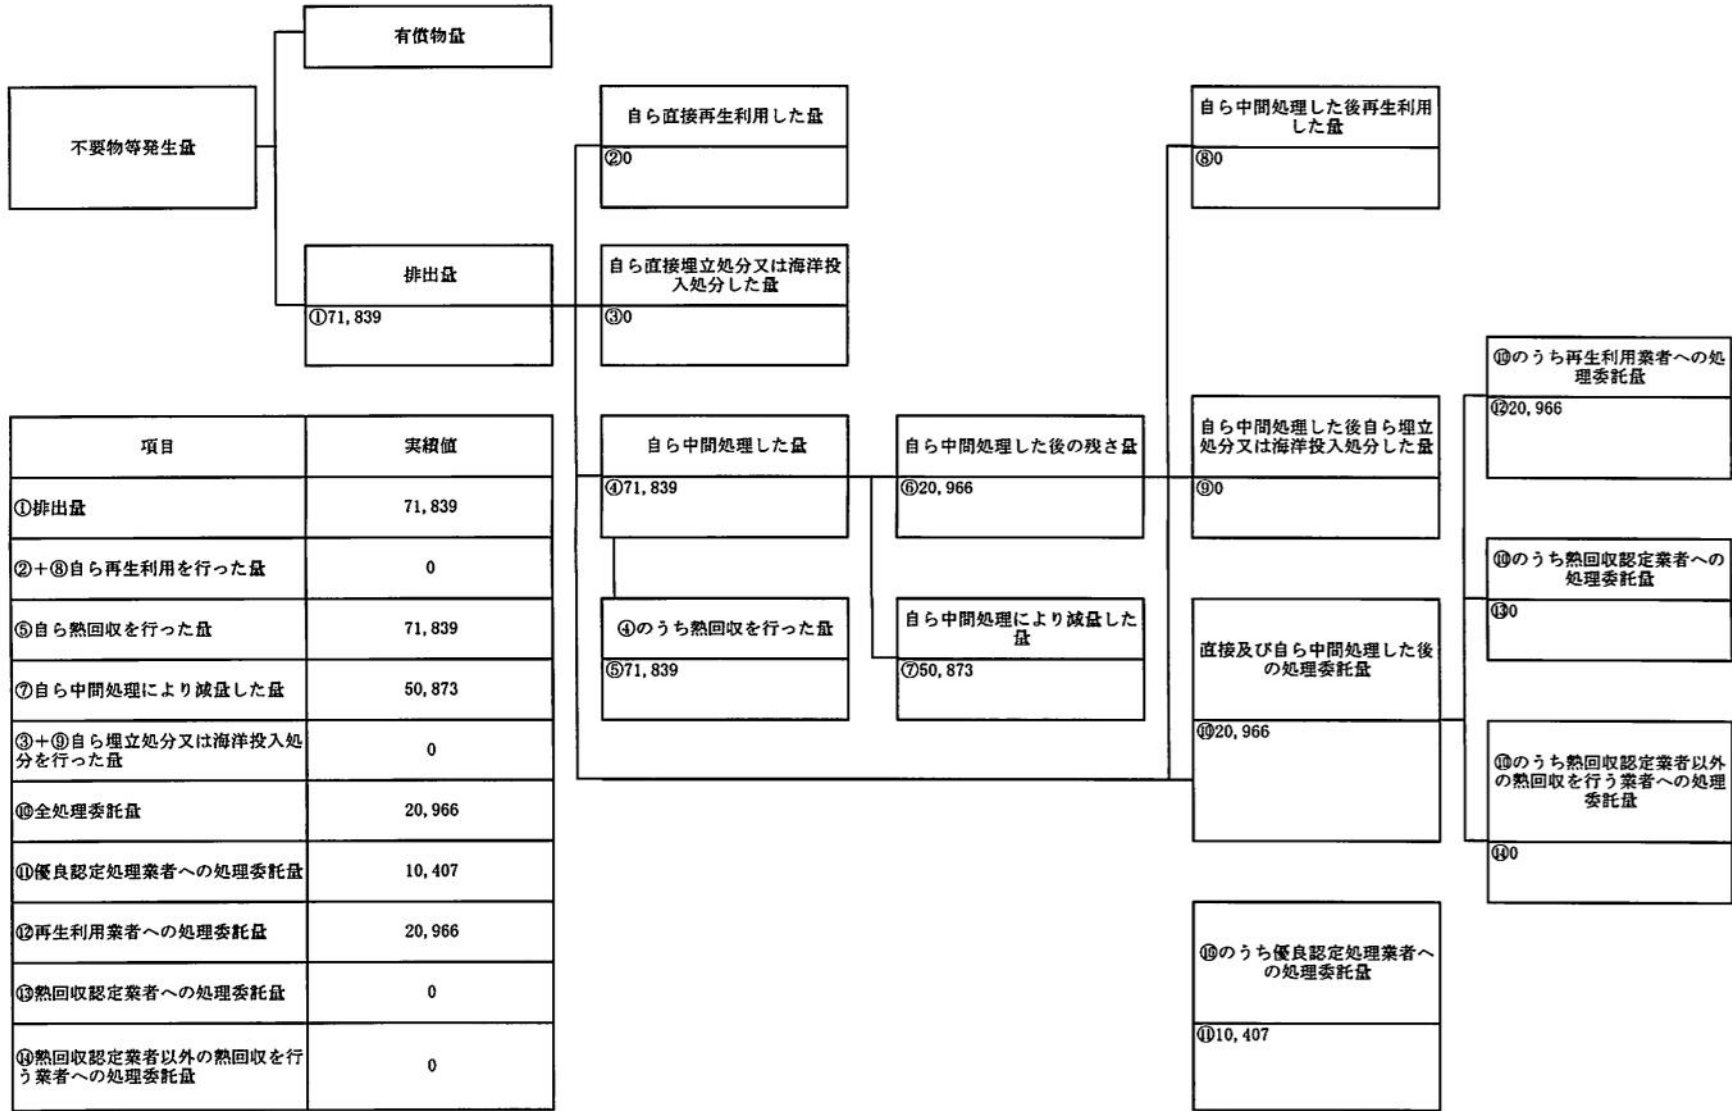 有償物量
不要物等発生量
排出量
①71,839
自ら直接再生利用した量
②0
自ら直接埋立処分又は海洋投
入処分した量
③0
自ら中間処理した量
④71,839
④のうち熱回収を行った量
⑤71,839
自ら中間処理した後の残さ量
⑥20,966
自ら中間処理により減量した
量
⑦50,873
自ら中間処理した後再生利用
した量
⑧0
自ら中間処理した後自ら埋立
処分又は海洋投入処分した量
⑨0
直接及び自ら中間処理した後
の処理委託量
⑩20,966
⑩のうち優良認定処理業者へ
の処理委託量
⑪10,407
⑩のうち再生利用業者への処
理委託量
⑫20,966
⑩のうち熱回収認定業者への
処理委託量
⑬0
⑩のうち熱回収認定業者以外
の熱回収を行う業者への処理
委託量
⑭0
項目
実績値
①排出量
71,839
②+⑧自ら再生利用を行った量
0
⑤自ら熱回収を行った量
71,839
⑦自ら中間処理により減量した量
50,873
③+⑨自ら埋立処分又は海洋投入処
分を行った量
0
⑩全処理委託量
20,966
⑪優良認定処理業者への処理委託量
10,407
⑫再生利用業者への処理委託量
20,966
⑬熱回収認定業者への処理委託量
0
⑭熱回収認定業者以外の熱回収を行
う業者への処理委託量
0